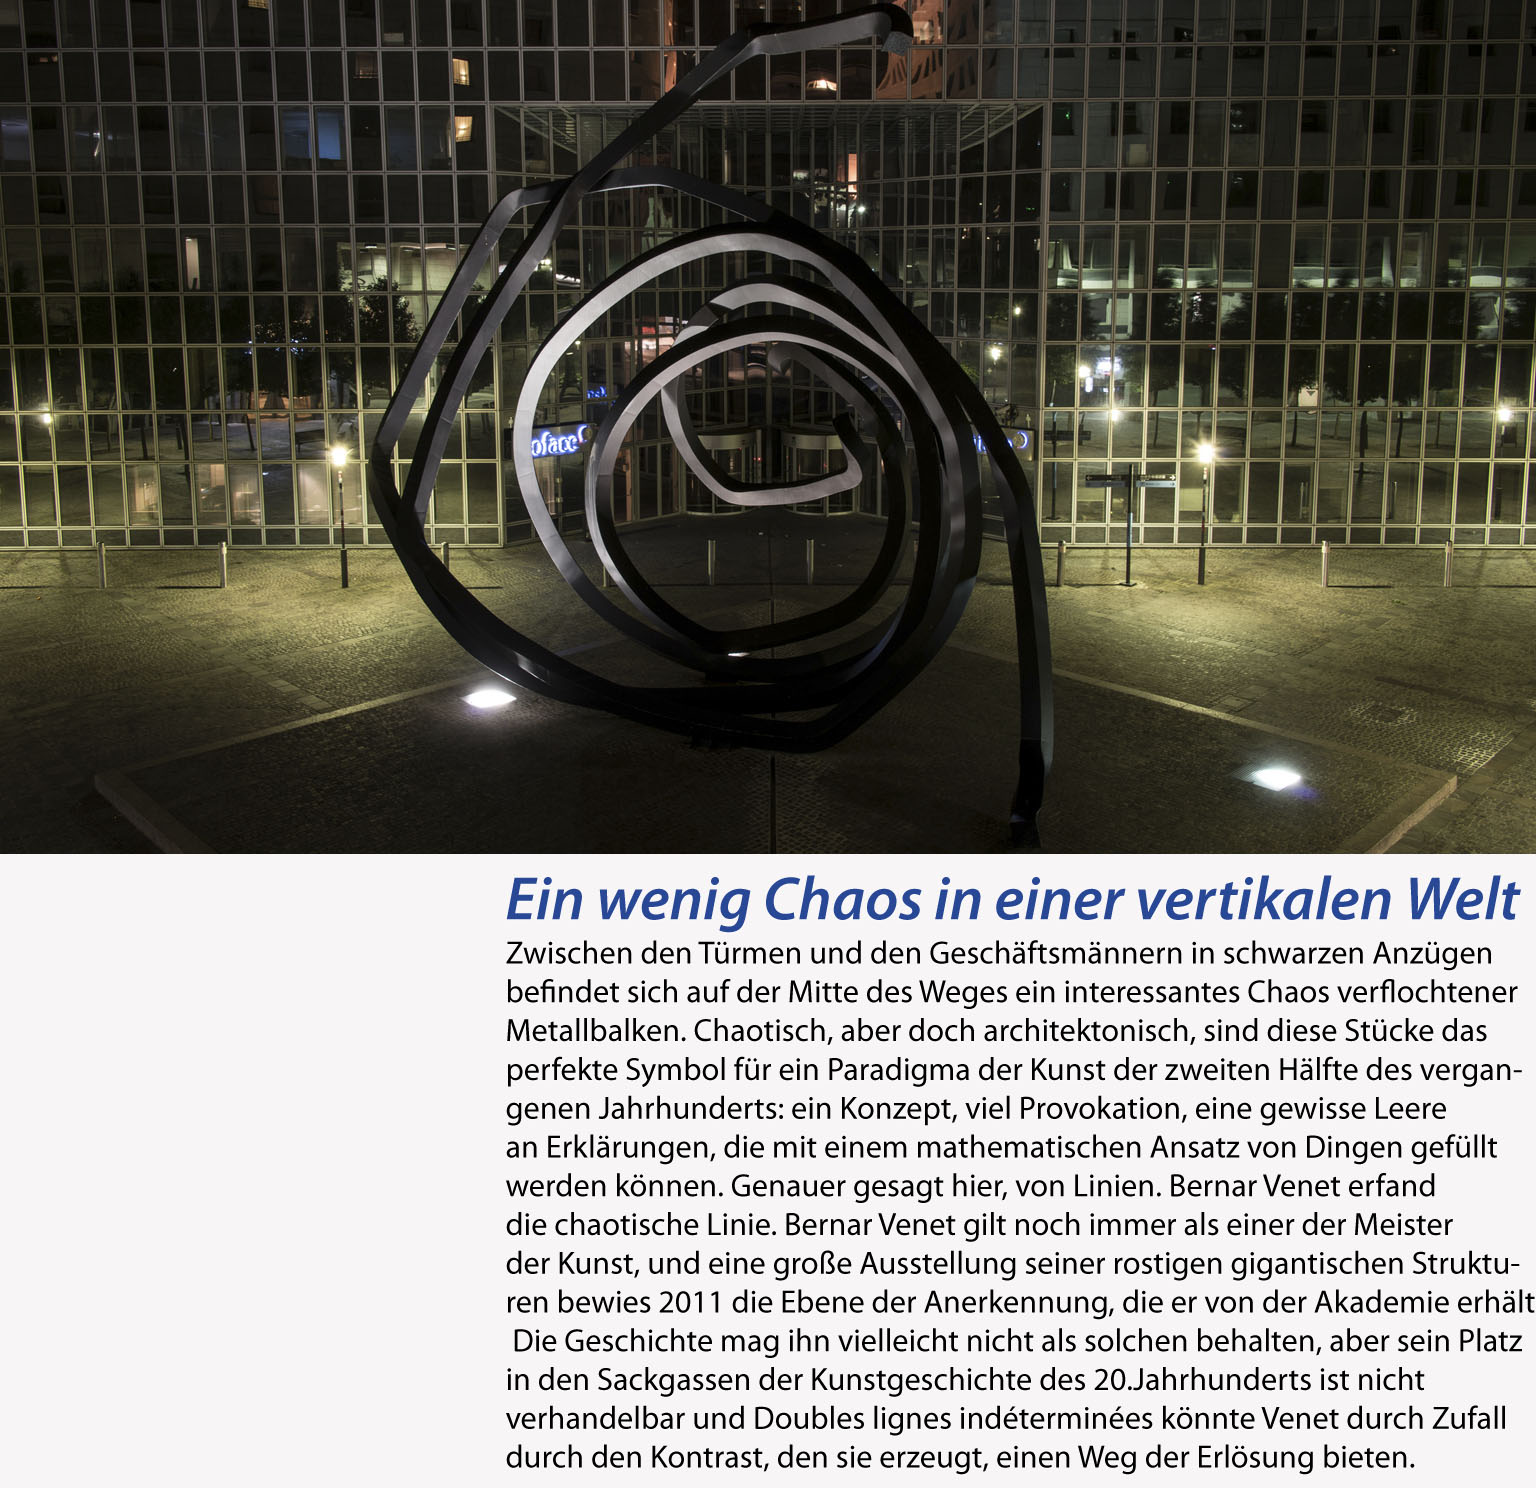 oface
Ein wenig Chaos in einer vertikalen Welt
Zwischen den Türmen und den Geschäftsmännern in schwarzen Anzügen
befindet sich auf der Mitte des Weges ein interessantes Chaos verflochtener
Metallbalken. Chaotisch, aber doch architektonisch, sind diese Stücke das
perfekte Symbol für ein Paradigma der Kunst der zweiten Hälfte des vergan-
genen Jahrhunderts: ein Konzept, viel Provokation, eine gewisse Leere
an Erklärungen, die mit einem mathematischen Ansatz von Dingen gefüllt
werden können. Genauer gesagt hier, von Linien. Bernar Venet erfand
die chaotische Linie. Bernar Venet gilt noch immer als einer der Meister
der Kunst, und eine große Ausstellung seiner rostigen gigantischen Struktu-
ren bewies 2011 die Ebene der Anerkennung, die er von der Akademie erhält
Die Geschichte mag ihn vielleicht nicht als solchen behalten, aber sein Platz
in den Sackgassen der Kunstgeschichte des 20.Jahrhunderts ist nicht
verhandelbar und Doubles lignes indéterminées könnte Venet durch Zufall
durch den Kontrast, den sie erzeugt, einen Weg der Erlösung bieten.